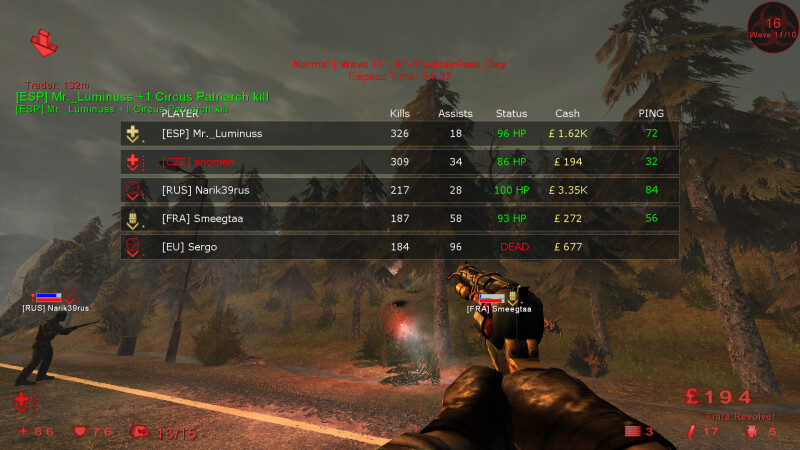 16
Wave 11/10
Trader: 132m
[ESP] Mr._Luminuss +1 Circus Patriarch kill
[ESP] Mr._Luminuss +1 Circus Patriarch kill
PLAYER Kills Assists Status Cash PING
[ESP] Mr._Luminuss 326 18 96 HP £ 1.62K 72
[CZE] anoman 309 34 86 HP £ 194 32
[RUS] Narik39rus 217 28 100 HP £ 3.35K 84
[FRA] Smeegtaa 187 58 93 HP £ 272 56
[EU] Sergo 184 96 DEAD £ 677
[RUS] Narik39rus
[FRA] Smeegtaa
£194
Flare Revolver
+ 86 76 13/15 3 17 5